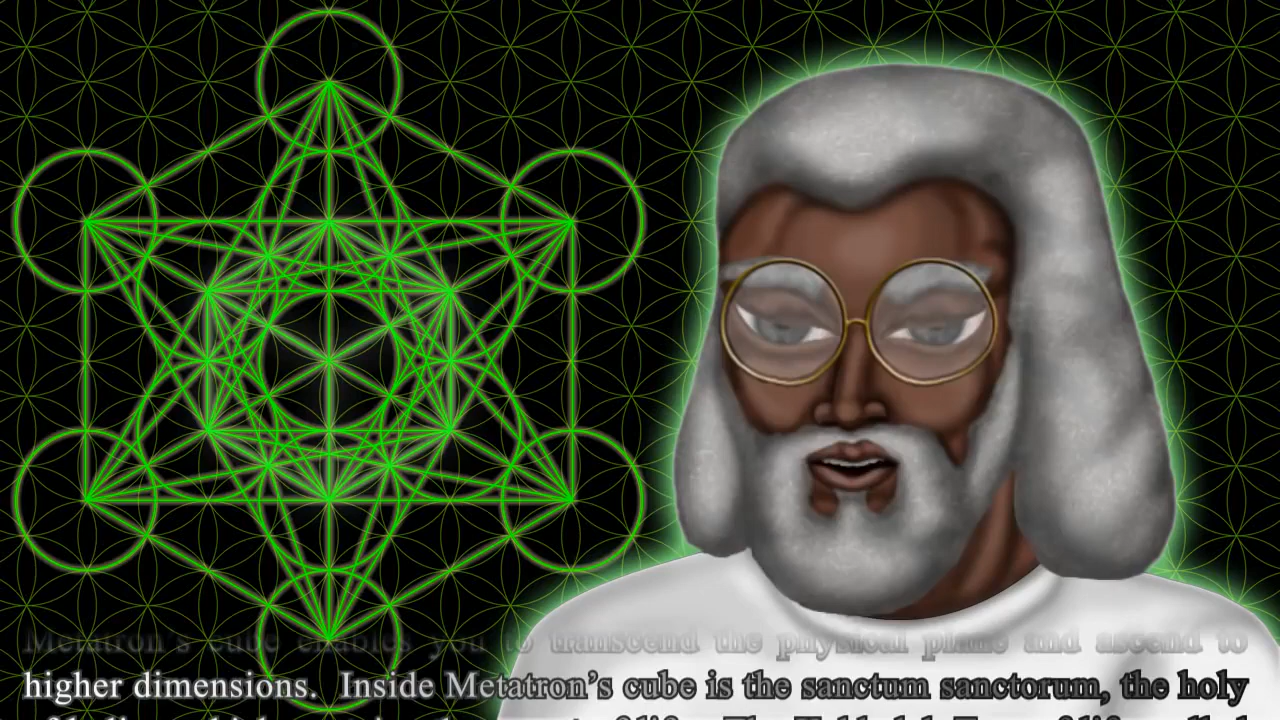 Metatron's cube enables you to transcend the physical plane and ascend to
higher dimensions. Inside Metatron's cube is the sanctum sanctorum, the holy